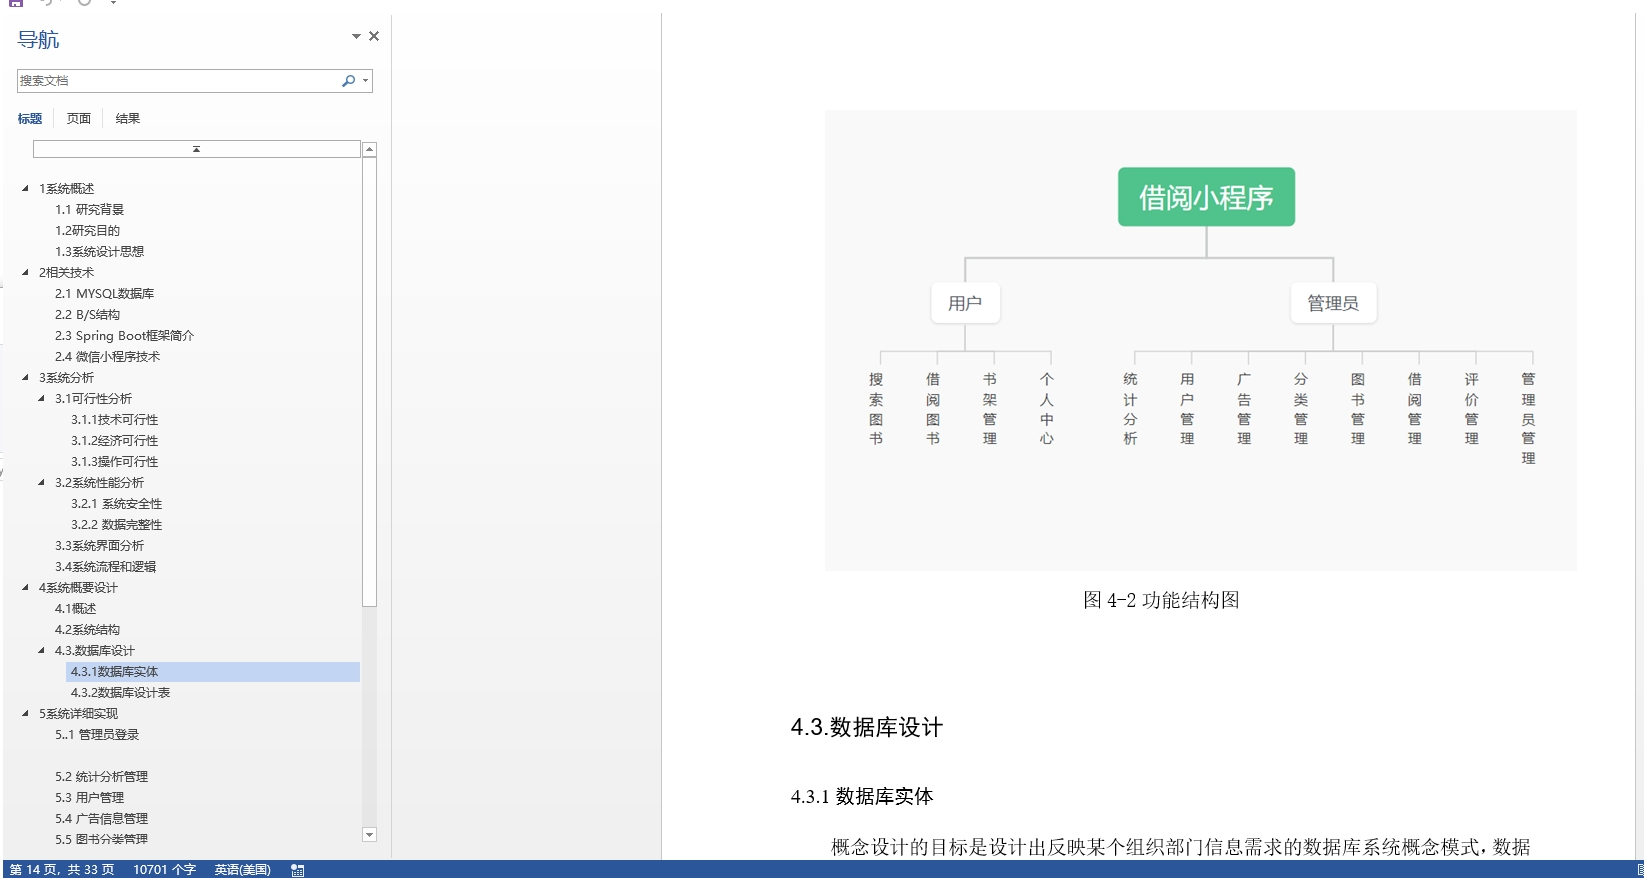 导航
搜索文档
标题 页面 结果
1系统概述
1.1 研究背景
1.2研究目的
1.3系统设计思想
2相关技术
2.1 MYSQL数据库
2.2 B/S结构
2.3 Spring Boot框架简介
2.4 微信小程序技术
3系统分析
3.1可行性分析
3.1.1技术可行性
3.1.2经济可行性
3.1.3操作可行性
3.2系统性能分析
3.2.1 系统安全性
3.2.2 数据完整性
3.3系统界面分析
3.4系统流程和逻辑
4系统概要设计
4.1概述
4.2系统结构
4.3.数据库设计
4.3.1数据库实体
4.3.2数据库设计表
5系统详细实现
5..1 管理员登录
5.2 统计分析管理
5.3 用户管理
5.4 广告信息管理
5.5 图书分类管理
借阅小程序
用户
管理员
搜索图书
借阅图书
书架管理
个人中心
统计分析
用户管理
广告管理
分类管理
图书管理
借阅管理
评价管理
管理员管理
图 4-2 功能结构图
4.3.数据库设计
4.3.1 数据库实体
概念设计的目标是设计出反映某个组织部门信息需求的数据库系统概念模式，数据
第 14 页，共 33 页 10701 个字 英语(美国)